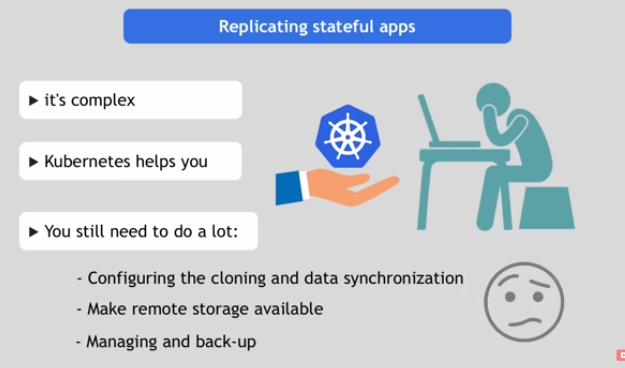 Replicating stateful apps
▶ it's complex
▶ Kubernetes helps you
▶ You still need to do a lot:
- Configuring the cloning and data synchronization
- Make remote storage available
- Managing and back-up